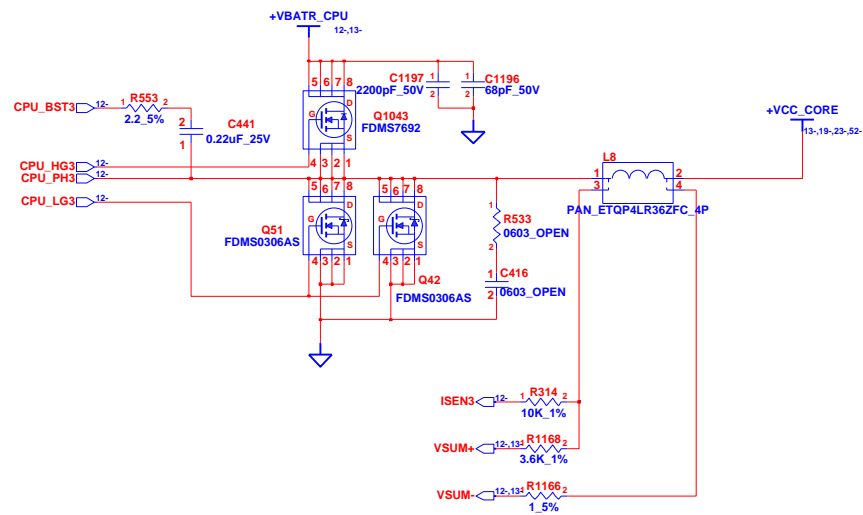 +VBATR_CPU
12-,13-
5 6 7 8
C1197
1
2
2200pF_50V
C1196
1
2
68pF_50V
CPU_BST3
12-
1
R553
2
2.2_5%
D
G
S
Q1043
FDMS7692
2
C441
1
0.22uF_25V
+VCC_CORE
13-,19-,23-,52-
CPU_HG3
12-
4 3 2 1
CPU_PH3
12-
L8
1
2
3
4
PAN_ETQP4LR36ZFC_4P
CPU_LG3
12-
5 6 7 8
5 6 7 8
Q51
FDMS0306AS
G
D
S
G
D
S
1
R533
0603_OPEN
2
4 3 2 1
4 3 2 1
Q42
FDMS0306AS
1
C416
2
0603_OPEN
ISEN3
12-
1
R314
2
10K_1%
VSUM+
12-,13-
1
R1168
2
3.6K_1%
VSUM-
12-,13-
1
R1166
2
1_5%